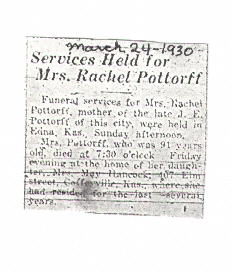 march 24-1930
Services Held for
Mrs. Rachel Pottorff
Funeral services for Mrs. Rachel
Pottorff, mother of the late J. E.
Pottorff of this city, were held in
Edna, Kas., Sunday afternoon.
Mrs. Pottorff, who was 91 years
old, died at 7:30 o'clock Friday
evening at the home of her daugh-
ter, Mrs. May Hancock, 407 Elm
street, Coffeyville, Kas., where she
had resided for the last several
years.